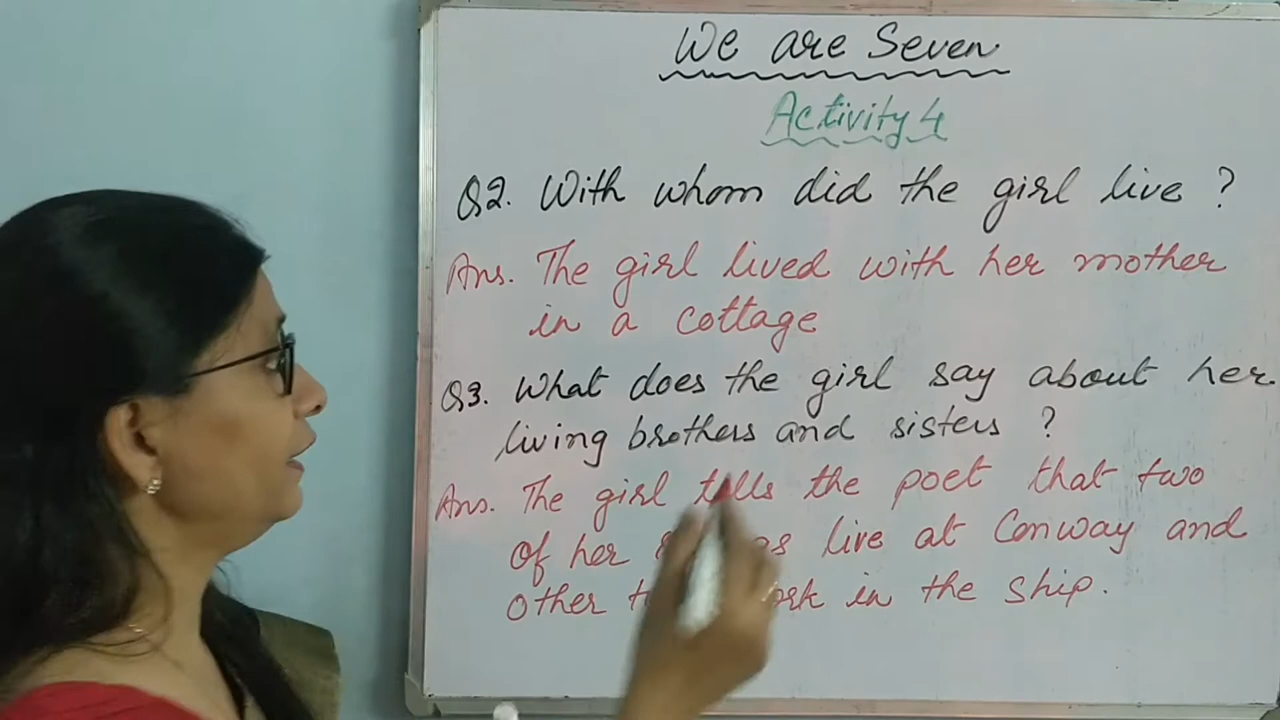 We are Seven
Activity 4
Q2. With whom did the girl live ?
Ans. The girl lived with her mother
in a cottage
Q3. What does the girl say about her
living brothers and sisters ?
Ans. The girl tells the poet that two
of her live at Conway and
other in the ship.